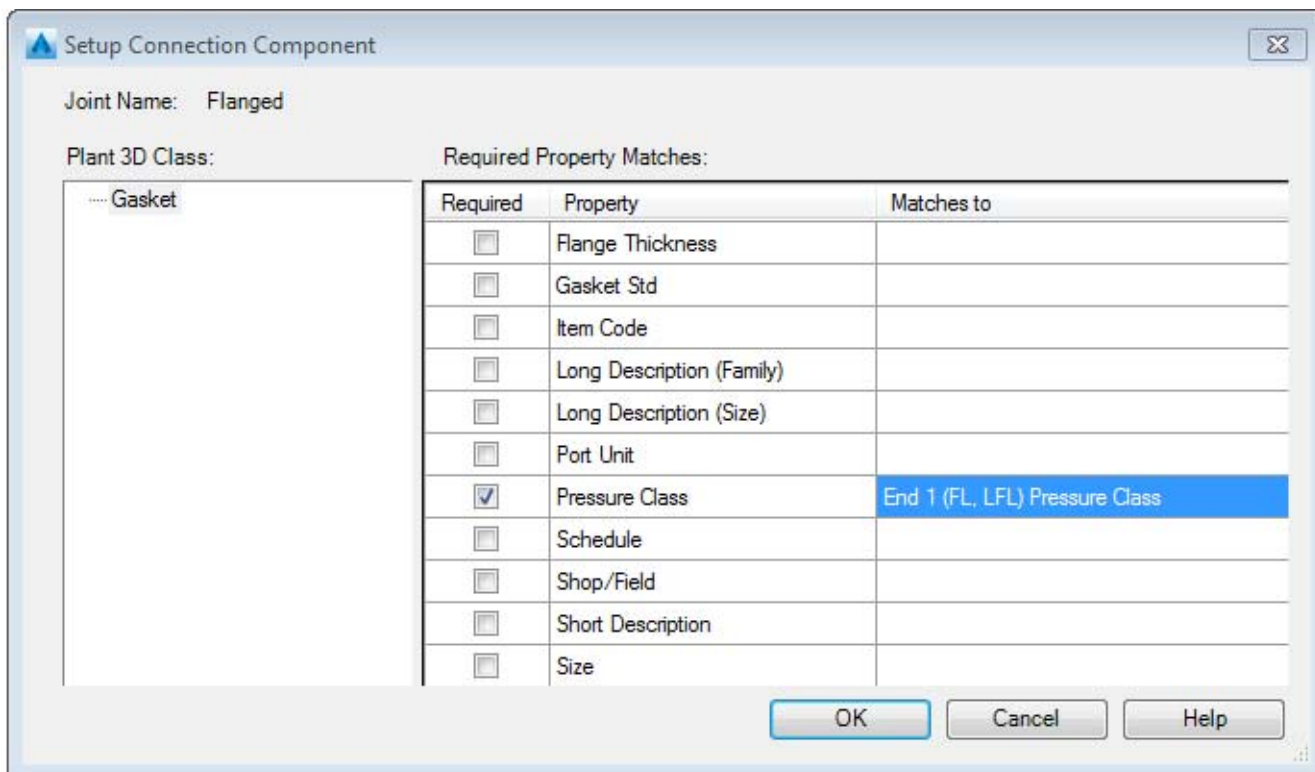 Setup Connection Component
Joint Name: Flanged
Plant 3D Class:
Required Property Matches:
Gasket
Required Property Matches to
Flange Thickness
Gasket Std
Item Code
Long Description (Family)
Long Description (Size)
Port Unit
Pressure Class End 1 (FL, LFL) Pressure Class
Schedule
Shop/Field
Short Description
Size
OK Cancel Help